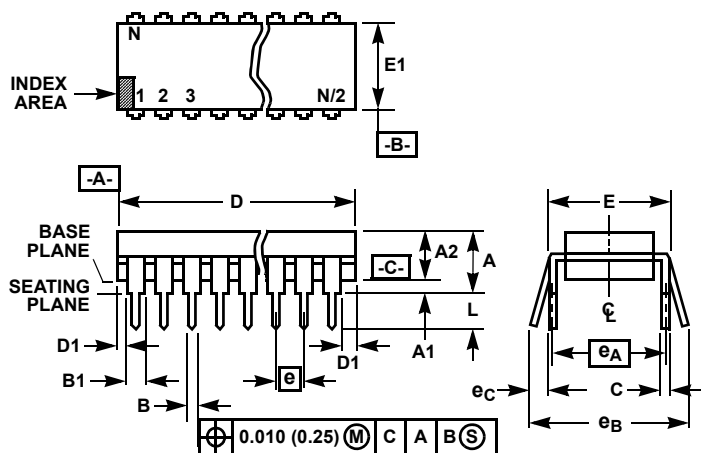 N
E1
INDEX
AREA
1 2 3 N/2
-B-
-A-
D
E
BASE
PLANE
A2
A
-C-
SEATING
PLANE
L
CL
D1
A1
D1
eA
B1
e
eC
C
B
eB
0.010 (0.25) M C A B S